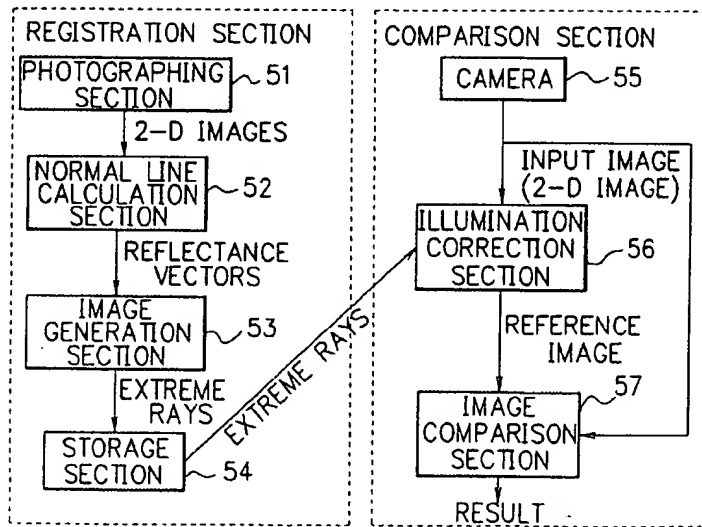 REGISTRATION SECTION
PHOTOGRAPHING
SECTION
51
2-D IMAGES
NORMAL LINE
CALCULATION
SECTION
52
REFLECTANCE
VECTORS
IMAGE
GENERATION
SECTION
53
EXTREME
RAYS
STORAGE
SECTION
54
EXTREME RAYS
COMPARISON SECTION
CAMERA
55
INPUT IMAGE
(2-D IMAGE)
ILLUMINATION
CORRECTION
SECTION
56
REFERENCE
IMAGE
57
IMAGE
COMPARISON
SECTION
RESULT